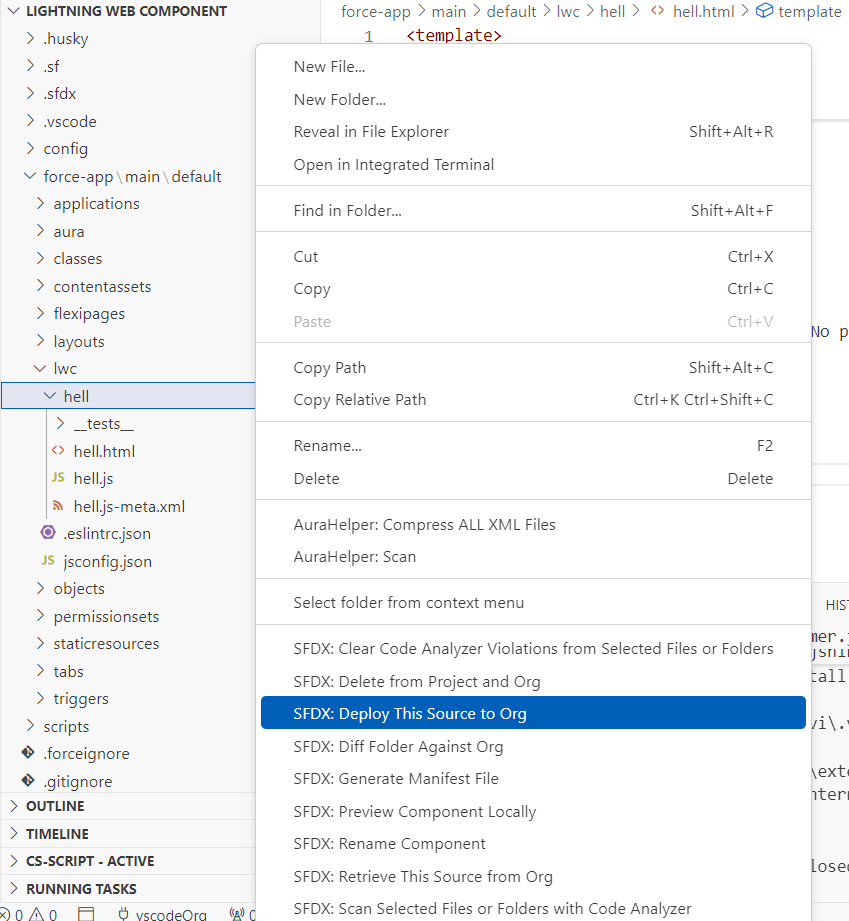 LIGHTNING WEB COMPONENT
.husky
.sf
.sfdx
.vscode
config
force-app\main\default
applications
aura
classes
contentassets
flexipages
layouts
lwc
hell
__tests__
hell.html
JS hell.js
hell.js-meta.xml
.eslintrc.json
JS jsconfig.json
objects
permissionsets
staticresources
tabs
triggers
scripts
.forceignore
.gitignore
OUTLINE
TIMELINE
CS-SCRIPT - ACTIVE
RUNNING TASKS
0 0 vscodeOrg 0
force-app > main > default > lwc > hell > hell.html > template
1 <template>
New File...
New Folder...
Reveal in File Explorer Shift+Alt+R
Open in Integrated Terminal
Find in Folder... Shift+Alt+F
Cut Ctrl+X
Copy Ctrl+C
Paste Ctrl+V
Copy Path Shift+Alt+C
Copy Relative Path Ctrl+K Ctrl+Shift+C
Rename... F2
Delete Delete
AuraHelper: Compress ALL XML Files
AuraHelper: Scan
Select folder from context menu
SFDX: Clear Code Analyzer Violations from Selected Files or Folders
SFDX: Delete from Project and Org
SFDX: Deploy This Source to Org
SFDX: Diff Folder Against Org
SFDX: Generate Manifest File
SFDX: Preview Component Locally
SFDX: Rename Component
SFDX: Retrieve This Source from Org
SFDX: Scan Selected Files or Folders with Code Analyzer
No p
HIS
mer.
tall
vi\.v
\exte
ntern
losed